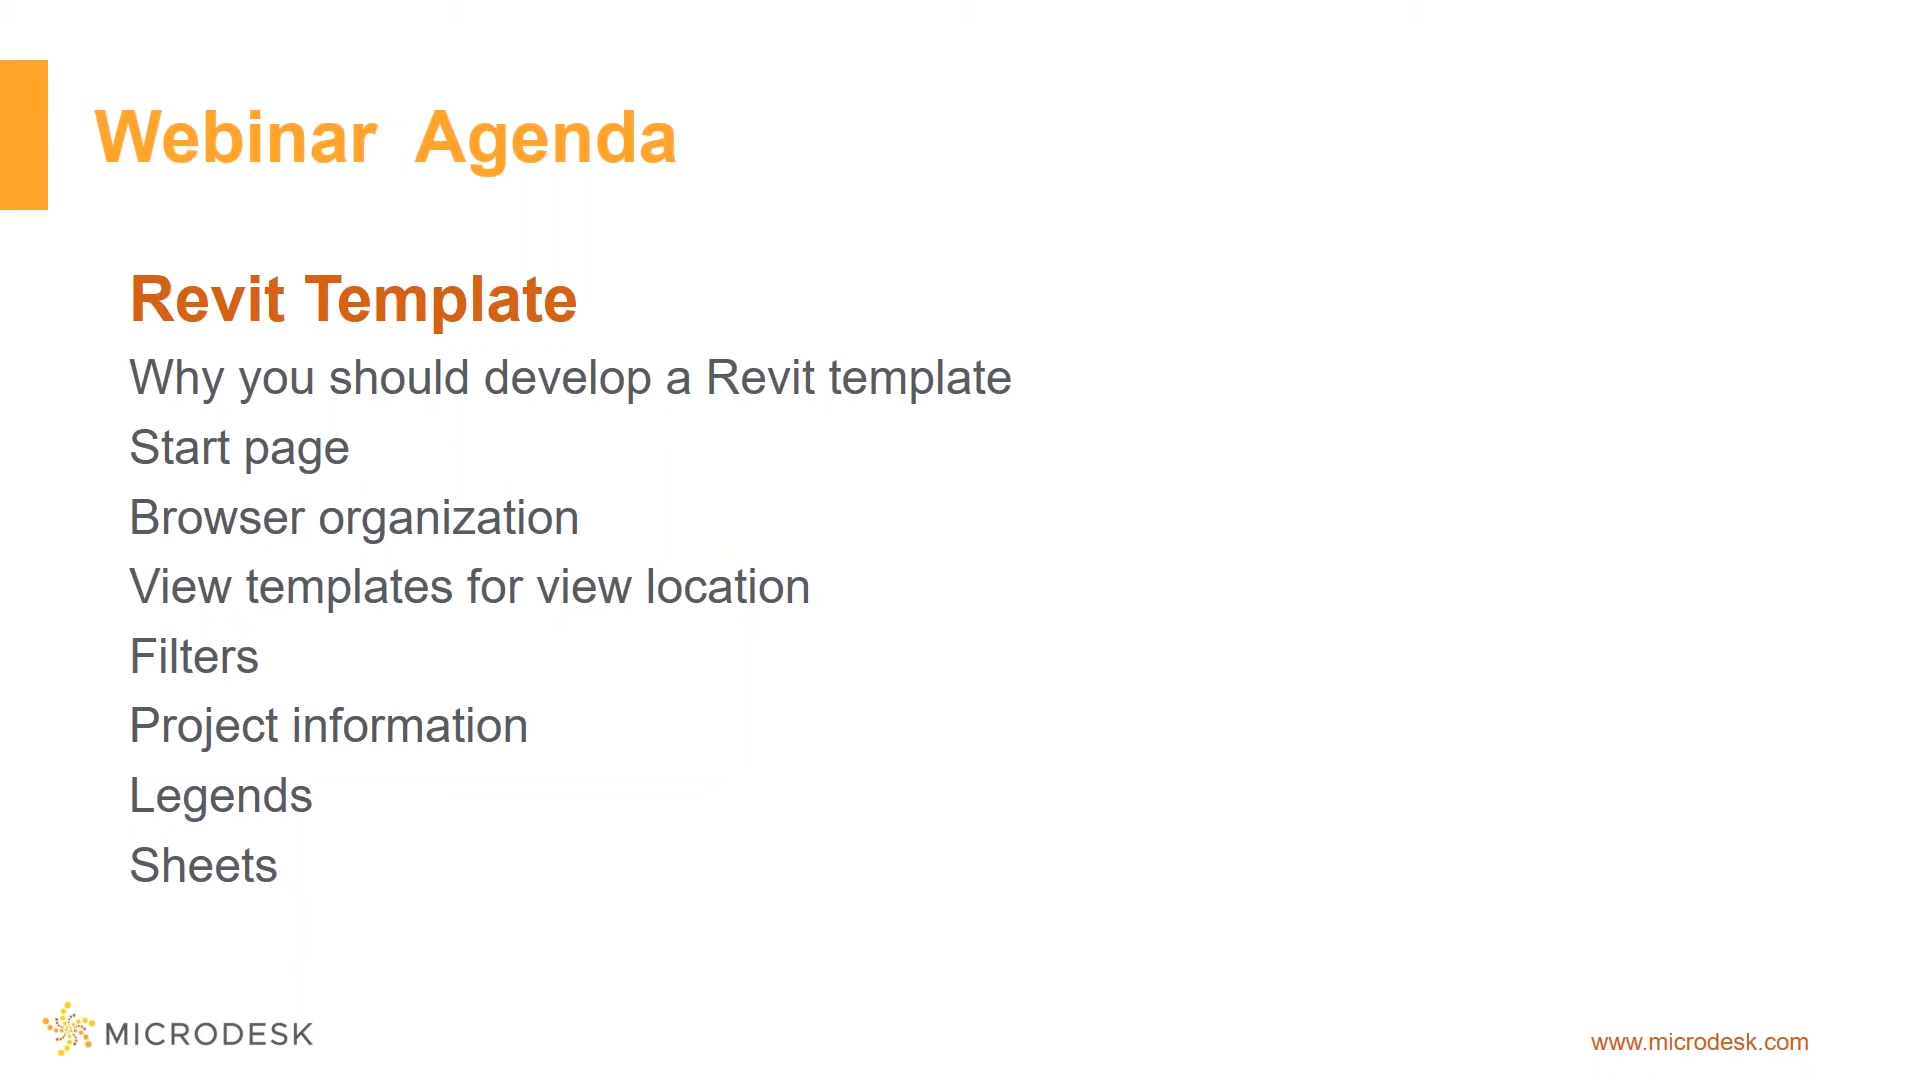 Webinar Agenda
Revit Template
Why you should develop a Revit template
Start page
Browser organization
View templates for view location
Filters
Project information
Legends
Sheets
MICRODESK
www.microdesk.com